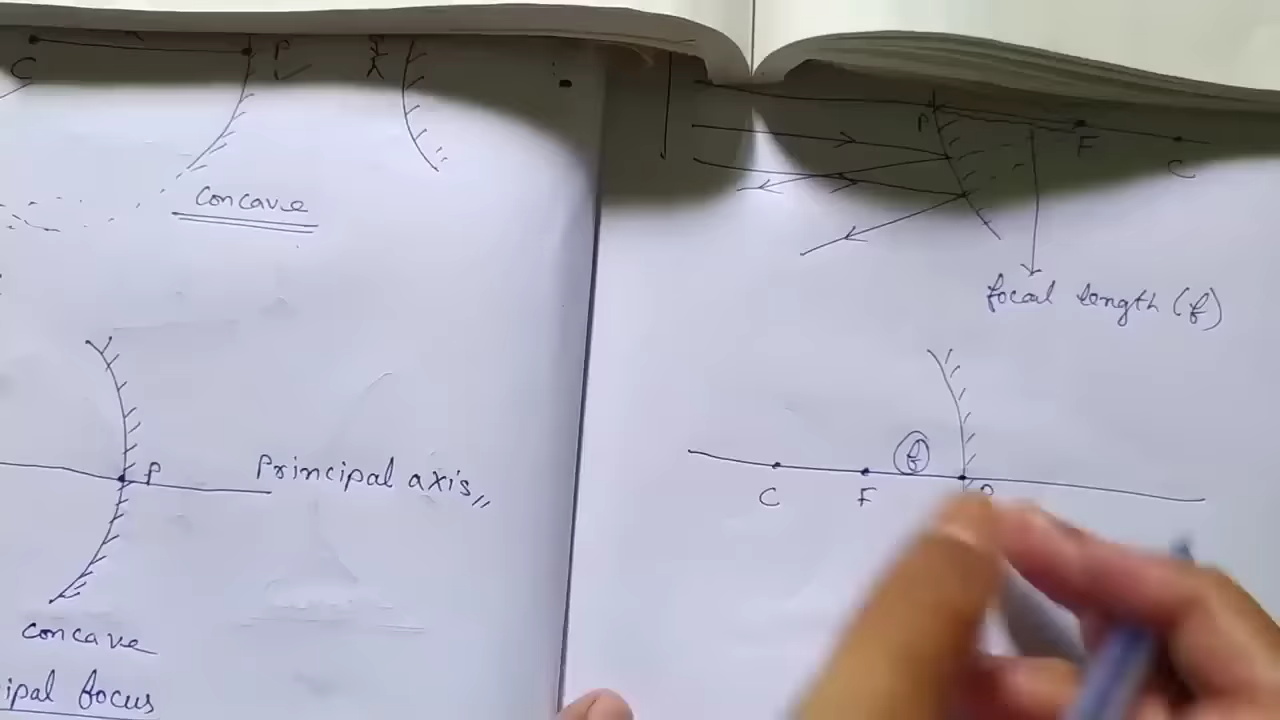 C
P
Concave
P
Principal axis,,
concave
ipal focus
P
F
C
focal length (f)
f
C
F
P